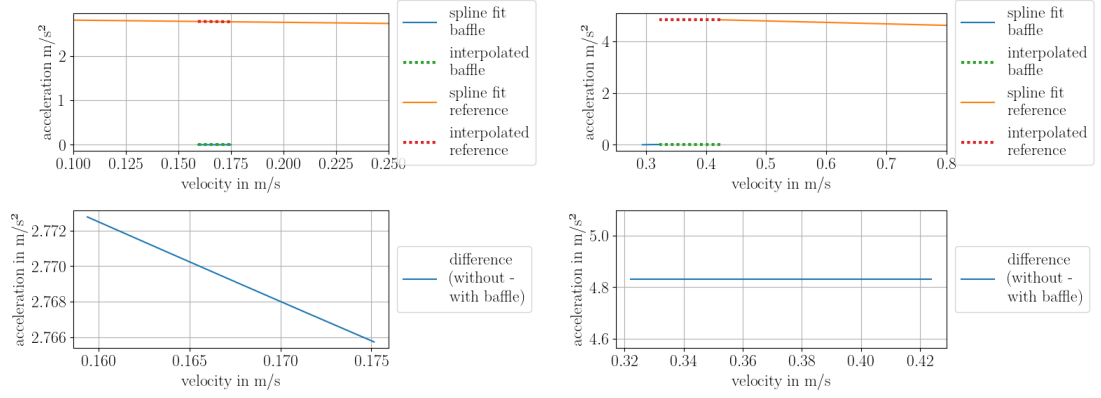 acceleration m/s²
2
1
0
0.100 0.125 0.150 0.175 0.200 0.225 0.250
velocity in m/s
spline fit
baffle
interpolated
baffle
spline fit
reference
interpolated
reference
acceleration m/s²
4
2
0
0.3 0.4 0.5 0.6 0.7 0.8
velocity in m/s
spline fit
baffle
interpolated
baffle
spline fit
reference
interpolated
reference
acceleration in m/s²
2.772
2.770
2.768
2.766
0.160 0.165 0.170 0.175
velocity in m/s
difference
(without -
with baffle)
acceleration in m/s²
5.0
4.8
4.6
0.32 0.34 0.36 0.38 0.40 0.42
velocity in m/s
difference
(without -
with baffle)